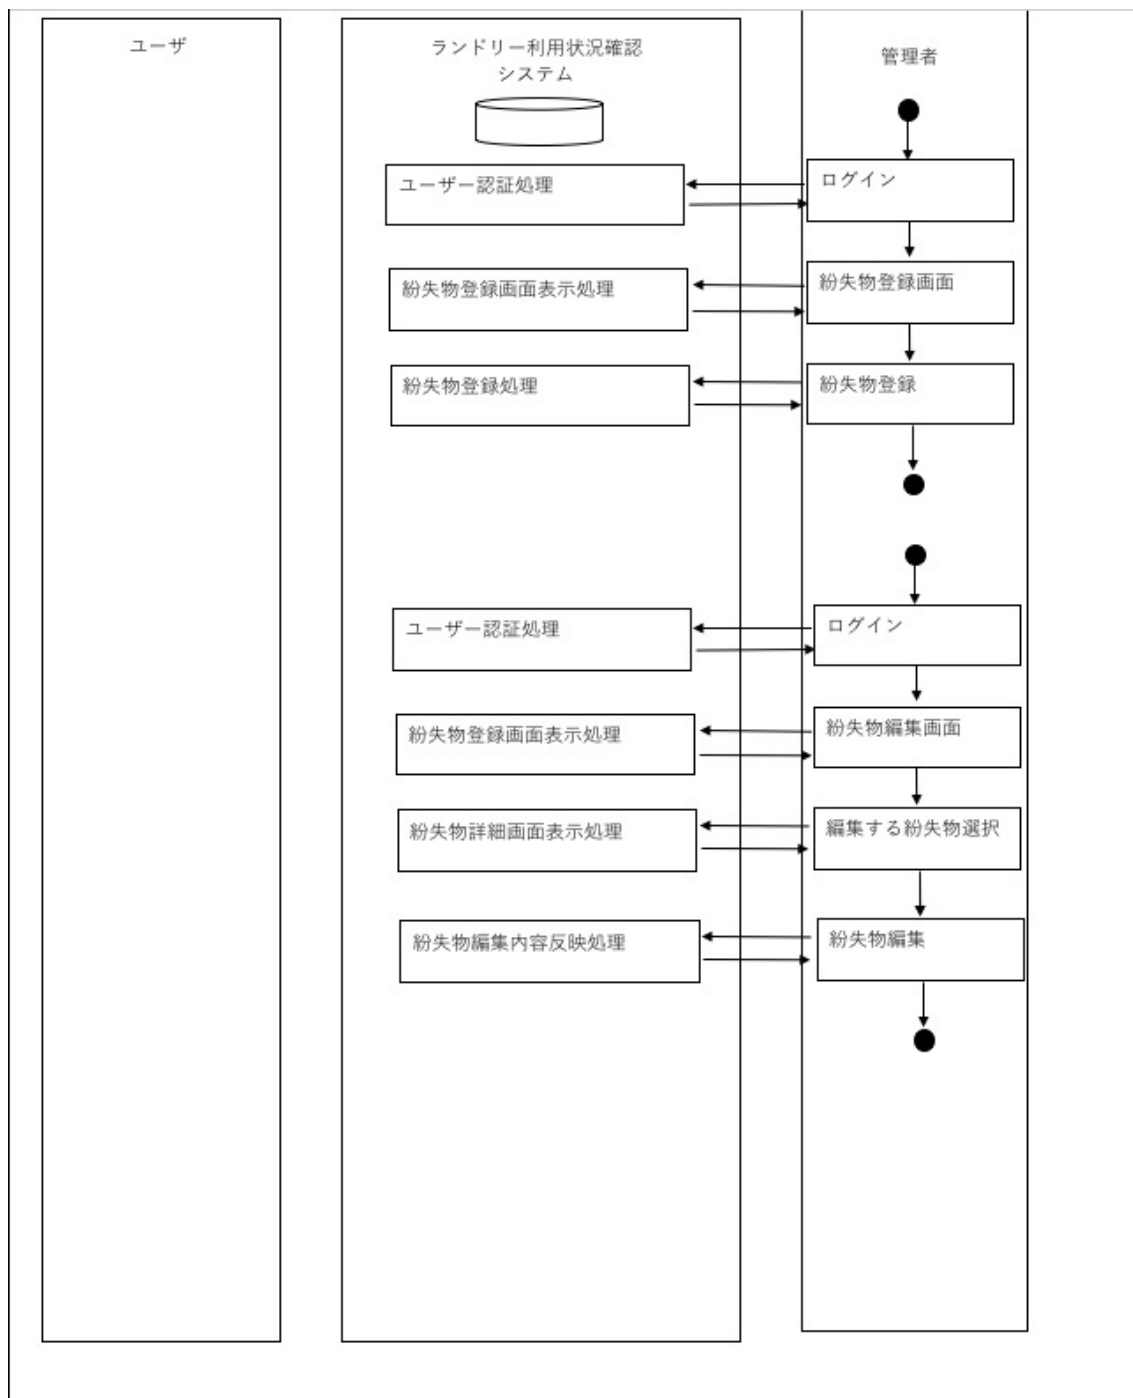 ユーザ
ランドリー利用状況確認
システム
管理者
ユーザー認証処理
ログイン
紛失物登録画面表示処理
紛失物登録画面
紛失物登録処理
紛失物登録
ユーザー認証処理
ログイン
紛失物登録画面表示処理
紛失物編集画面
紛失物詳細画面表示処理
編集する紛失物選択
紛失物編集内容反映処理
紛失物編集